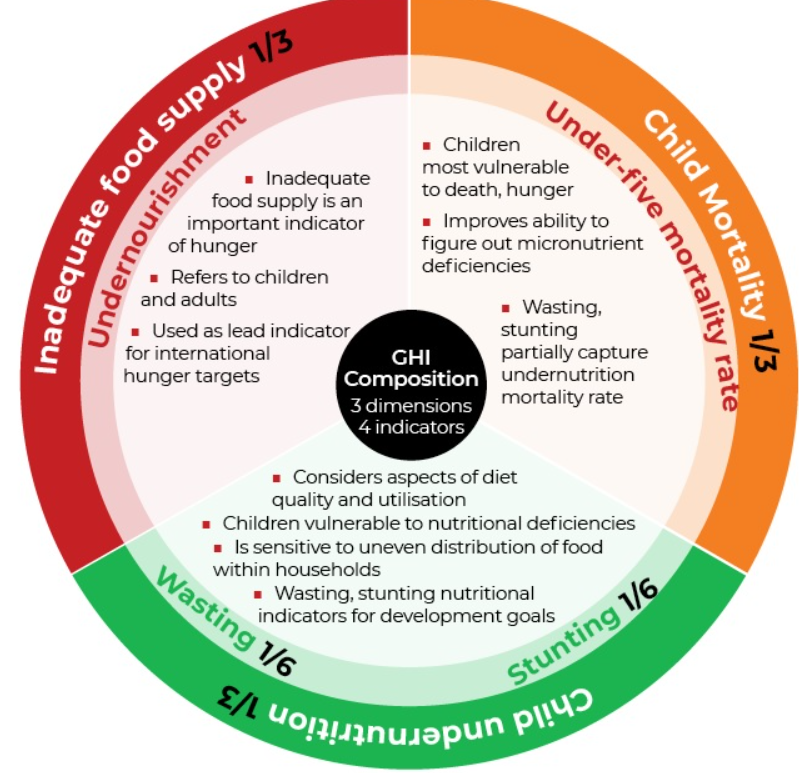 Inadequate food supply 1/3
Undernourishment
▪ Inadequate
food supply is an
important indicator
of hunger
▪ Refers to children
and adults
▪ Used as lead indicator
for international
hunger targets
Child Mortality 1/3
Under-five mortality rate
▪ Children
most vulnerable
to death, hunger
▪ Improves ability to
figure out micronutrient
deficiencies
▪ Wasting,
stunting
partially capture
undernutrition
mortality rate
GHI
Composition
3 dimensions
4 indicators
▪ Considers aspects of diet
quality and utilisation
▪ Children vulnerable to nutritional deficiencies
▪ Is sensitive to uneven distribution of food
within households
▪ Wasting, stunting nutritional
indicators for development goals
Wasting 1/6
Stunting 1/6
Child undernutrition 1/3